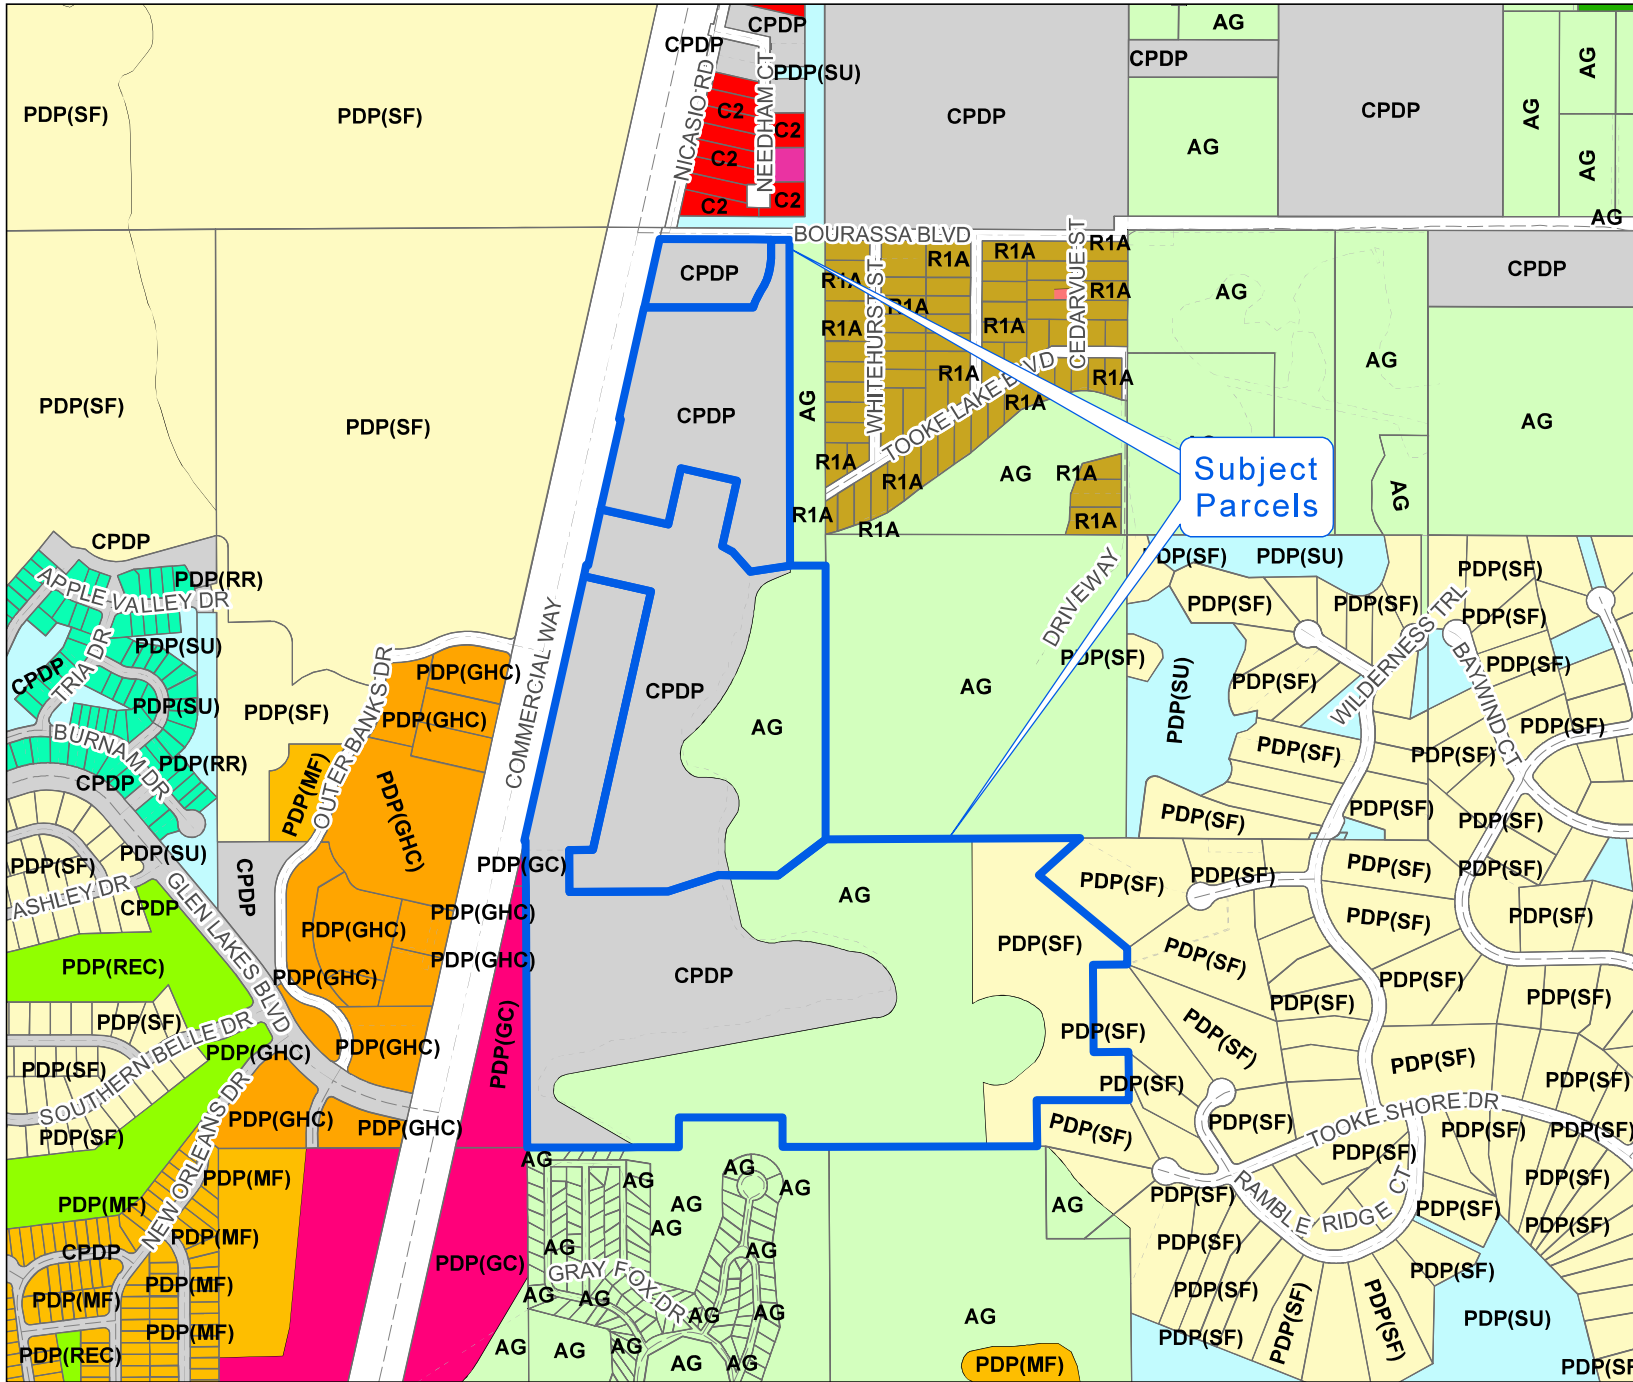 CPDP
AG
CPDP
NICASIO RD
NEEDHAM CT
PDP(SU)
CPDP
AG
PDP(SF)
PDP(SF)
C2
C2
CPDP
CPDP
AG
AG
C2
AG
AG
C2
C2
AG
BOURASSA BLVD
CEDARVUE ST
R1A
R1A
R1A
CPDP
CPDP
R1A
WHITEHURST ST
R1A
R1A
AG
R1A
R1A
AG
PDP(SF)
PDP(SF)
CPDP
AG
R1A
TOOKE LAKE BLVD
R1A
R1A
AG
Subject
Parcels
R1A
R1A
AG
R1A
AG
R1A
R1A
R1A
CPDP
APPLE VALLEY DR
PDP(RR)
DRIVEWAY
PDP(SF)
PDP(SU)
PDP(SF)
PDP(SF)
PDP(SF)
WILDERNESS TRL
PDP(SF)
CPDP
TRIA DR
PDP(SU)
PDP(SF)
PDP(SF)
BAYWIND CT
PDP(SU)
PDP(SF)
OUTER BANKS DR
PDP(GHC)
COMMERCIAL WAY
CPDP
AG
PDP(SU)
PDP(SF)
PDP(GHC)
AG
PDP(SF)
BURNAM DR
PDP(RR)
PDP(SF)
PDP(SF)
CPDP
PDP(MF)
PDP(GHC)
PDP(SF)
PDP(SF)
PDP(SF)
PDP(SU)
PDP(SF)
ASHLEY DR
GLEN LAKES BLVD
CPDP
CPDP
PDP(GC)
PDP(SF)
PDP(SF)
PDP(SF)
PDP(SF)
AG
PDP(GHC)
PDP(GHC)
PDP(SF)
PDP(SF)
PDP(SF)
PDP(REC)
PDP(GHC)
PDP(GHC)
CPDP
PDP(SF)
PDP(SF)
PDP(SF)
PDP(SF)
PDP(SF)
SOUTHERN BELLE DR
PDP(GHC)
PDP(GHC)
PDP(GC)
PDP(SF)
PDP(SF)
PDP(SF)
PDP(SF)
PDP(SF)
PDP(SF)
NEW ORLEANS DR
PDP(GHC)
PDP(GHC)
PDP(SF)
PDP(SF)
TOOKE SHORE DR
PDP(SF)
PDP(SF)
PDP(SF)
PDP(SF)
AG
AG
AG
AG
PDP(MF)
PDP(MF)
AG
AG
PDP(SF)
RAMBLE RIDGE CT
PDP(SF)
PDP(SF)
PDP(SF)
AG
PDP(MF)
CPDP
AG
AG
PDP(SF)
PDP(GC)
GRAY FOX DR
PDP(SF)
PDP(MF)
PDP(MF)
AG
AG
AG
AG
AG
PDP(SF)
PDP(SF)
PDP(SF)
PDP(SU)
PDP(MF)
PDP(REC)
AG
AG
AG
AG
AG
PDP(MF)
PDP(SF)